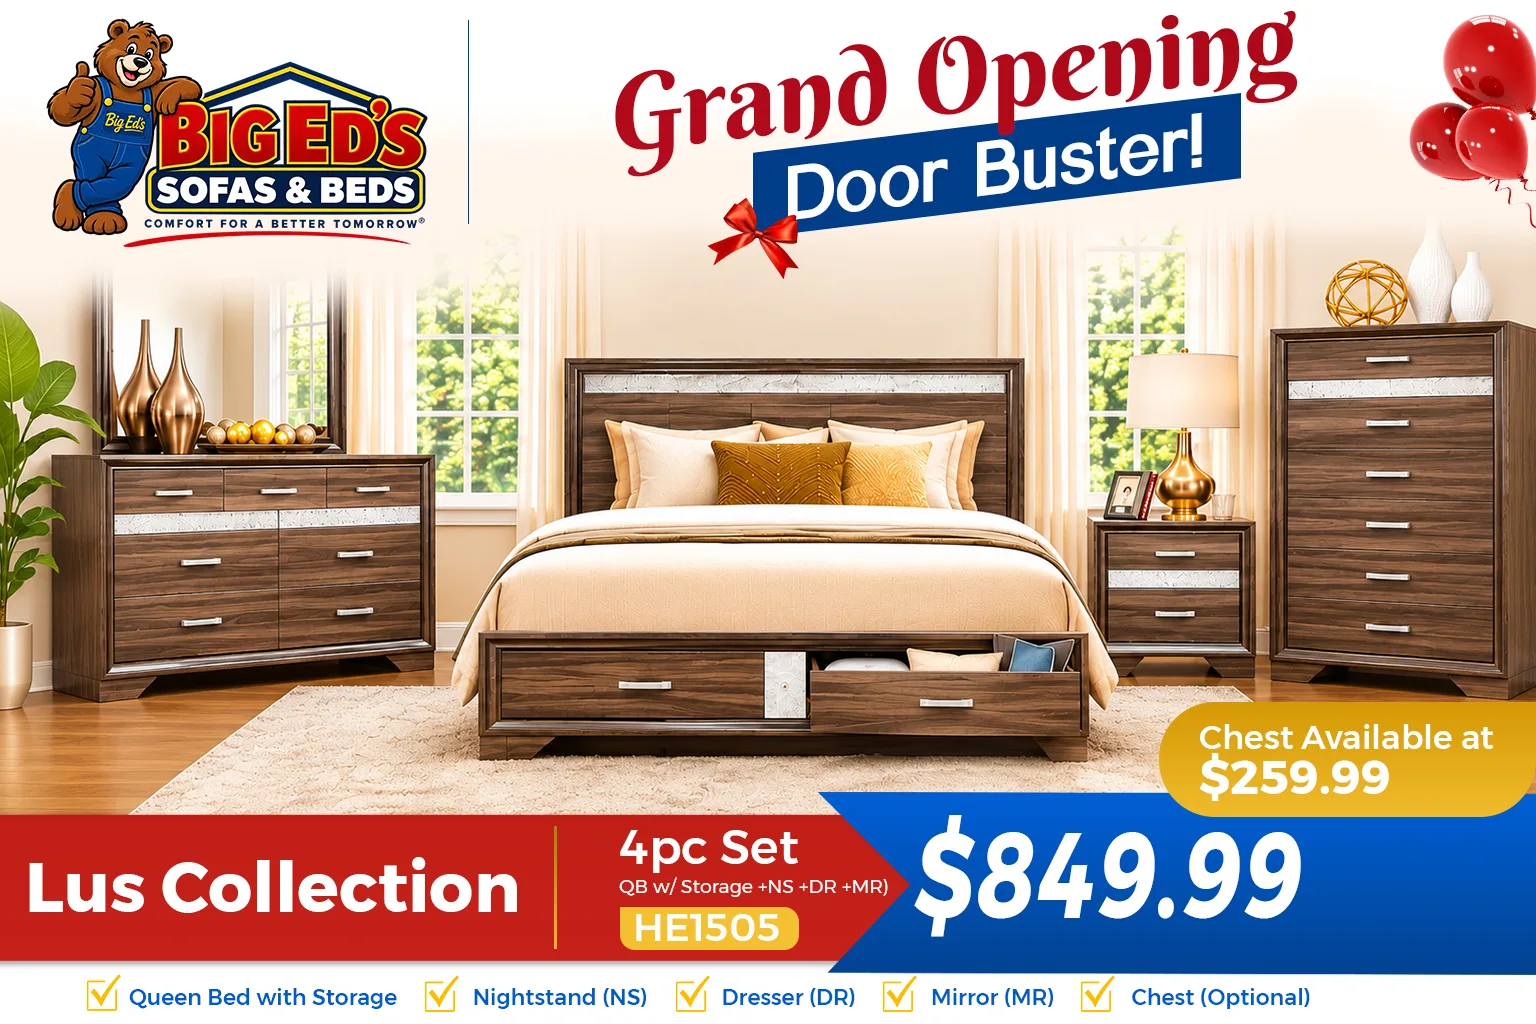 Big Ed's
BIG ED'S
SOFAS & BEDS
COMFORT FOR A BETTER TOMORROW®
Grand Opening
Door Buster!
Chest Available at
$259.99
Lus Collection
4pc Set
QB w/ Storage +NS +DR +MR)
HE1505
$849.99
Queen Bed with Storage
Nightstand (NS)
Dresser (DR)
Mirror (MR)
Chest (Optional)